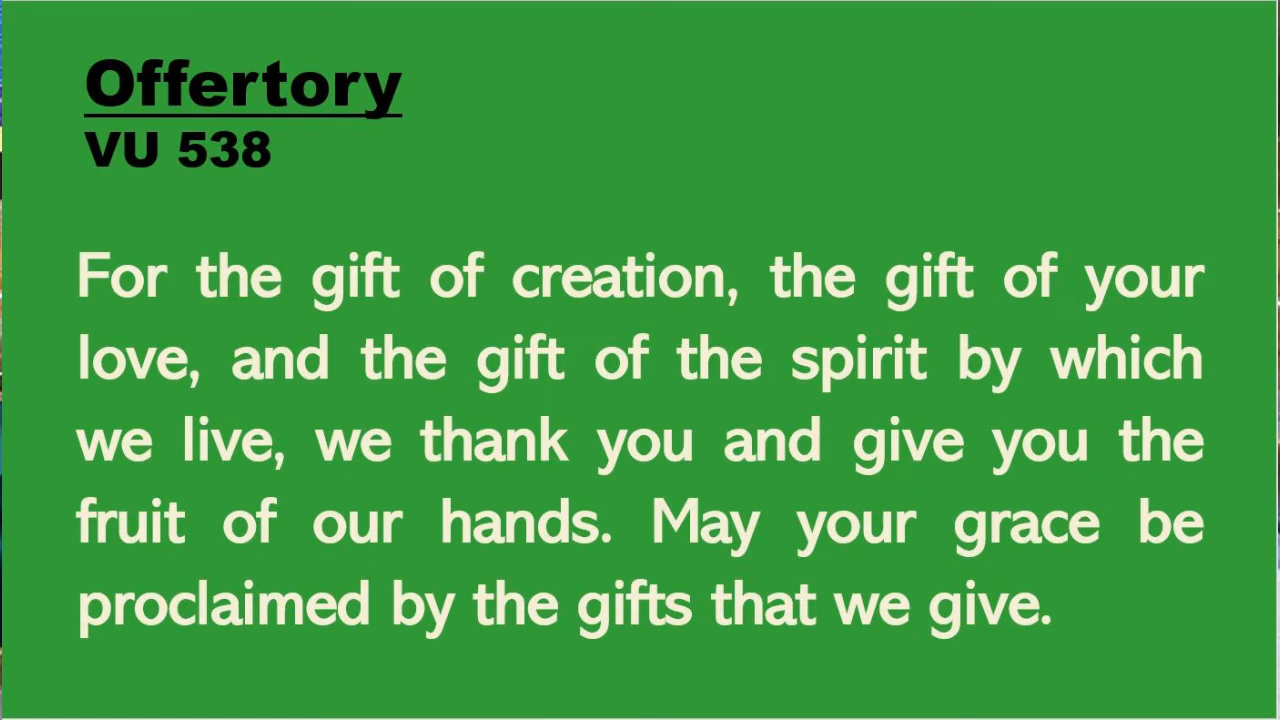 Offertory
VU 538
For the gift of creation, the gift of your
love, and the gift of the spirit by which
we live, we thank you and give you the
fruit of our hands. May your grace be
proclaimed by the gifts that we give.